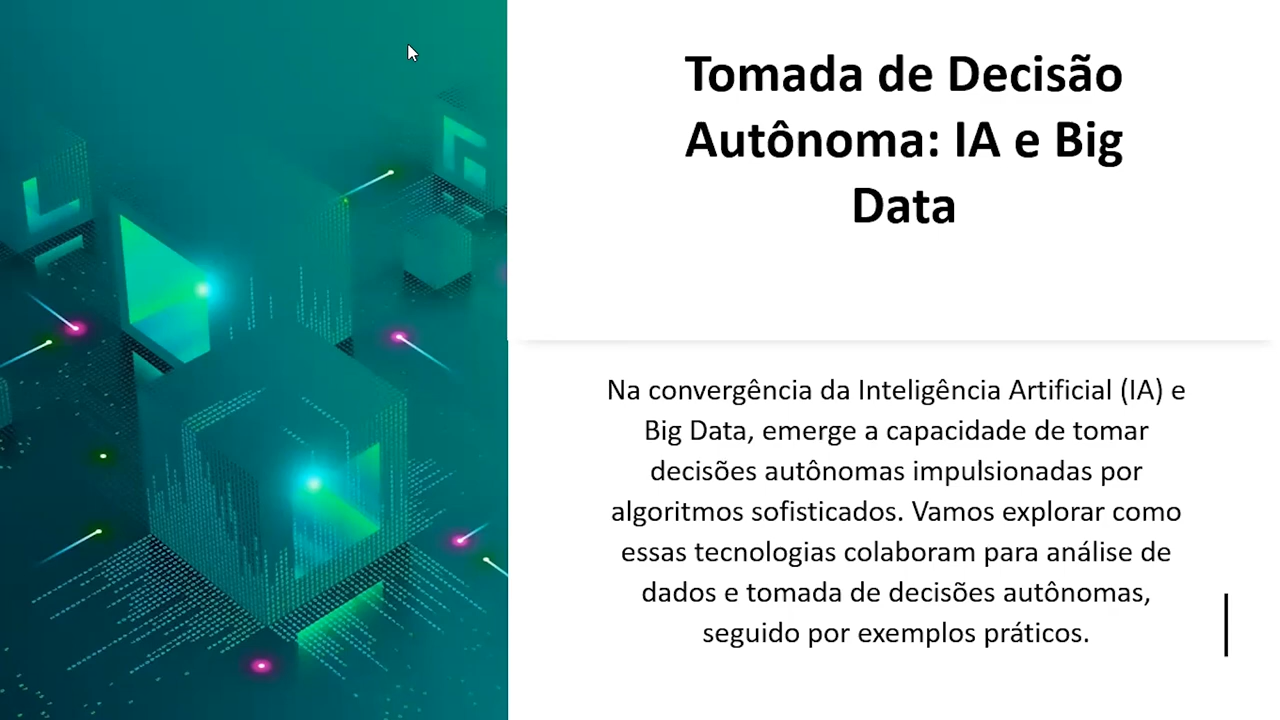 Tomada de Decisão
Autônoma: IA e Big
Data
Na convergência da Inteligência Artificial (IA) e
Big Data, emerge a capacidade de tomar
decisões autônomas impulsionadas por
algoritmos sofisticados. Vamos explorar como
essas tecnologias colaboram para análise de
dados e tomada de decisões autônomas,
seguido por exemplos práticos.